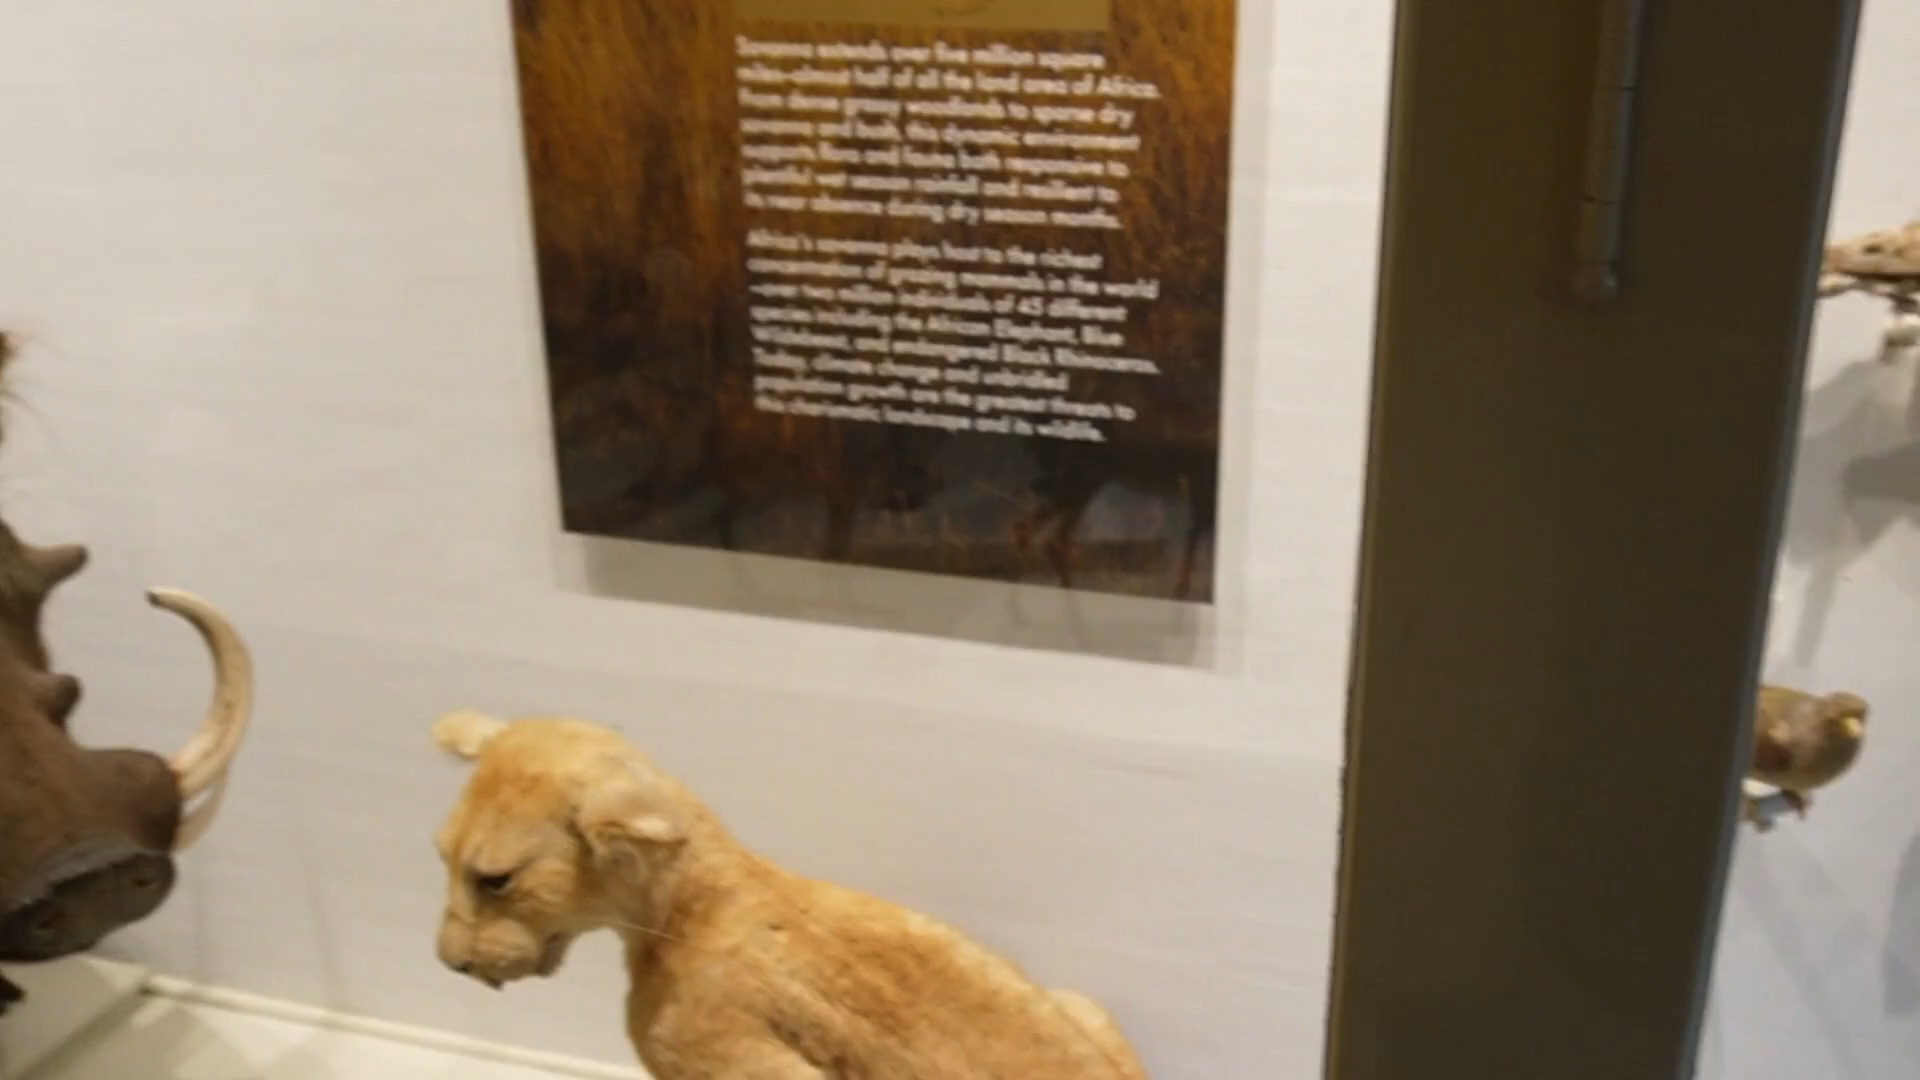 Savanna extends over five million square
miles–almost half of all the land area of Africa.
From dense grassy woodlands to sparse dry
savanna and bush, this dynamic environment
supports flora and fauna both responsive to
plentiful wet season rainfall and resilient to
its near absence during dry season months.
Africa's savanna plays host to the richest
concentration of grazing mammals in the world
–over two million individuals of 45 different
species including the African Elephant, Blue
Wildebeest, and endangered Black Rhinoceros.
Today, climate change and unbridled
population growth are the greatest threats to
this charismatic landscape and its wildlife.